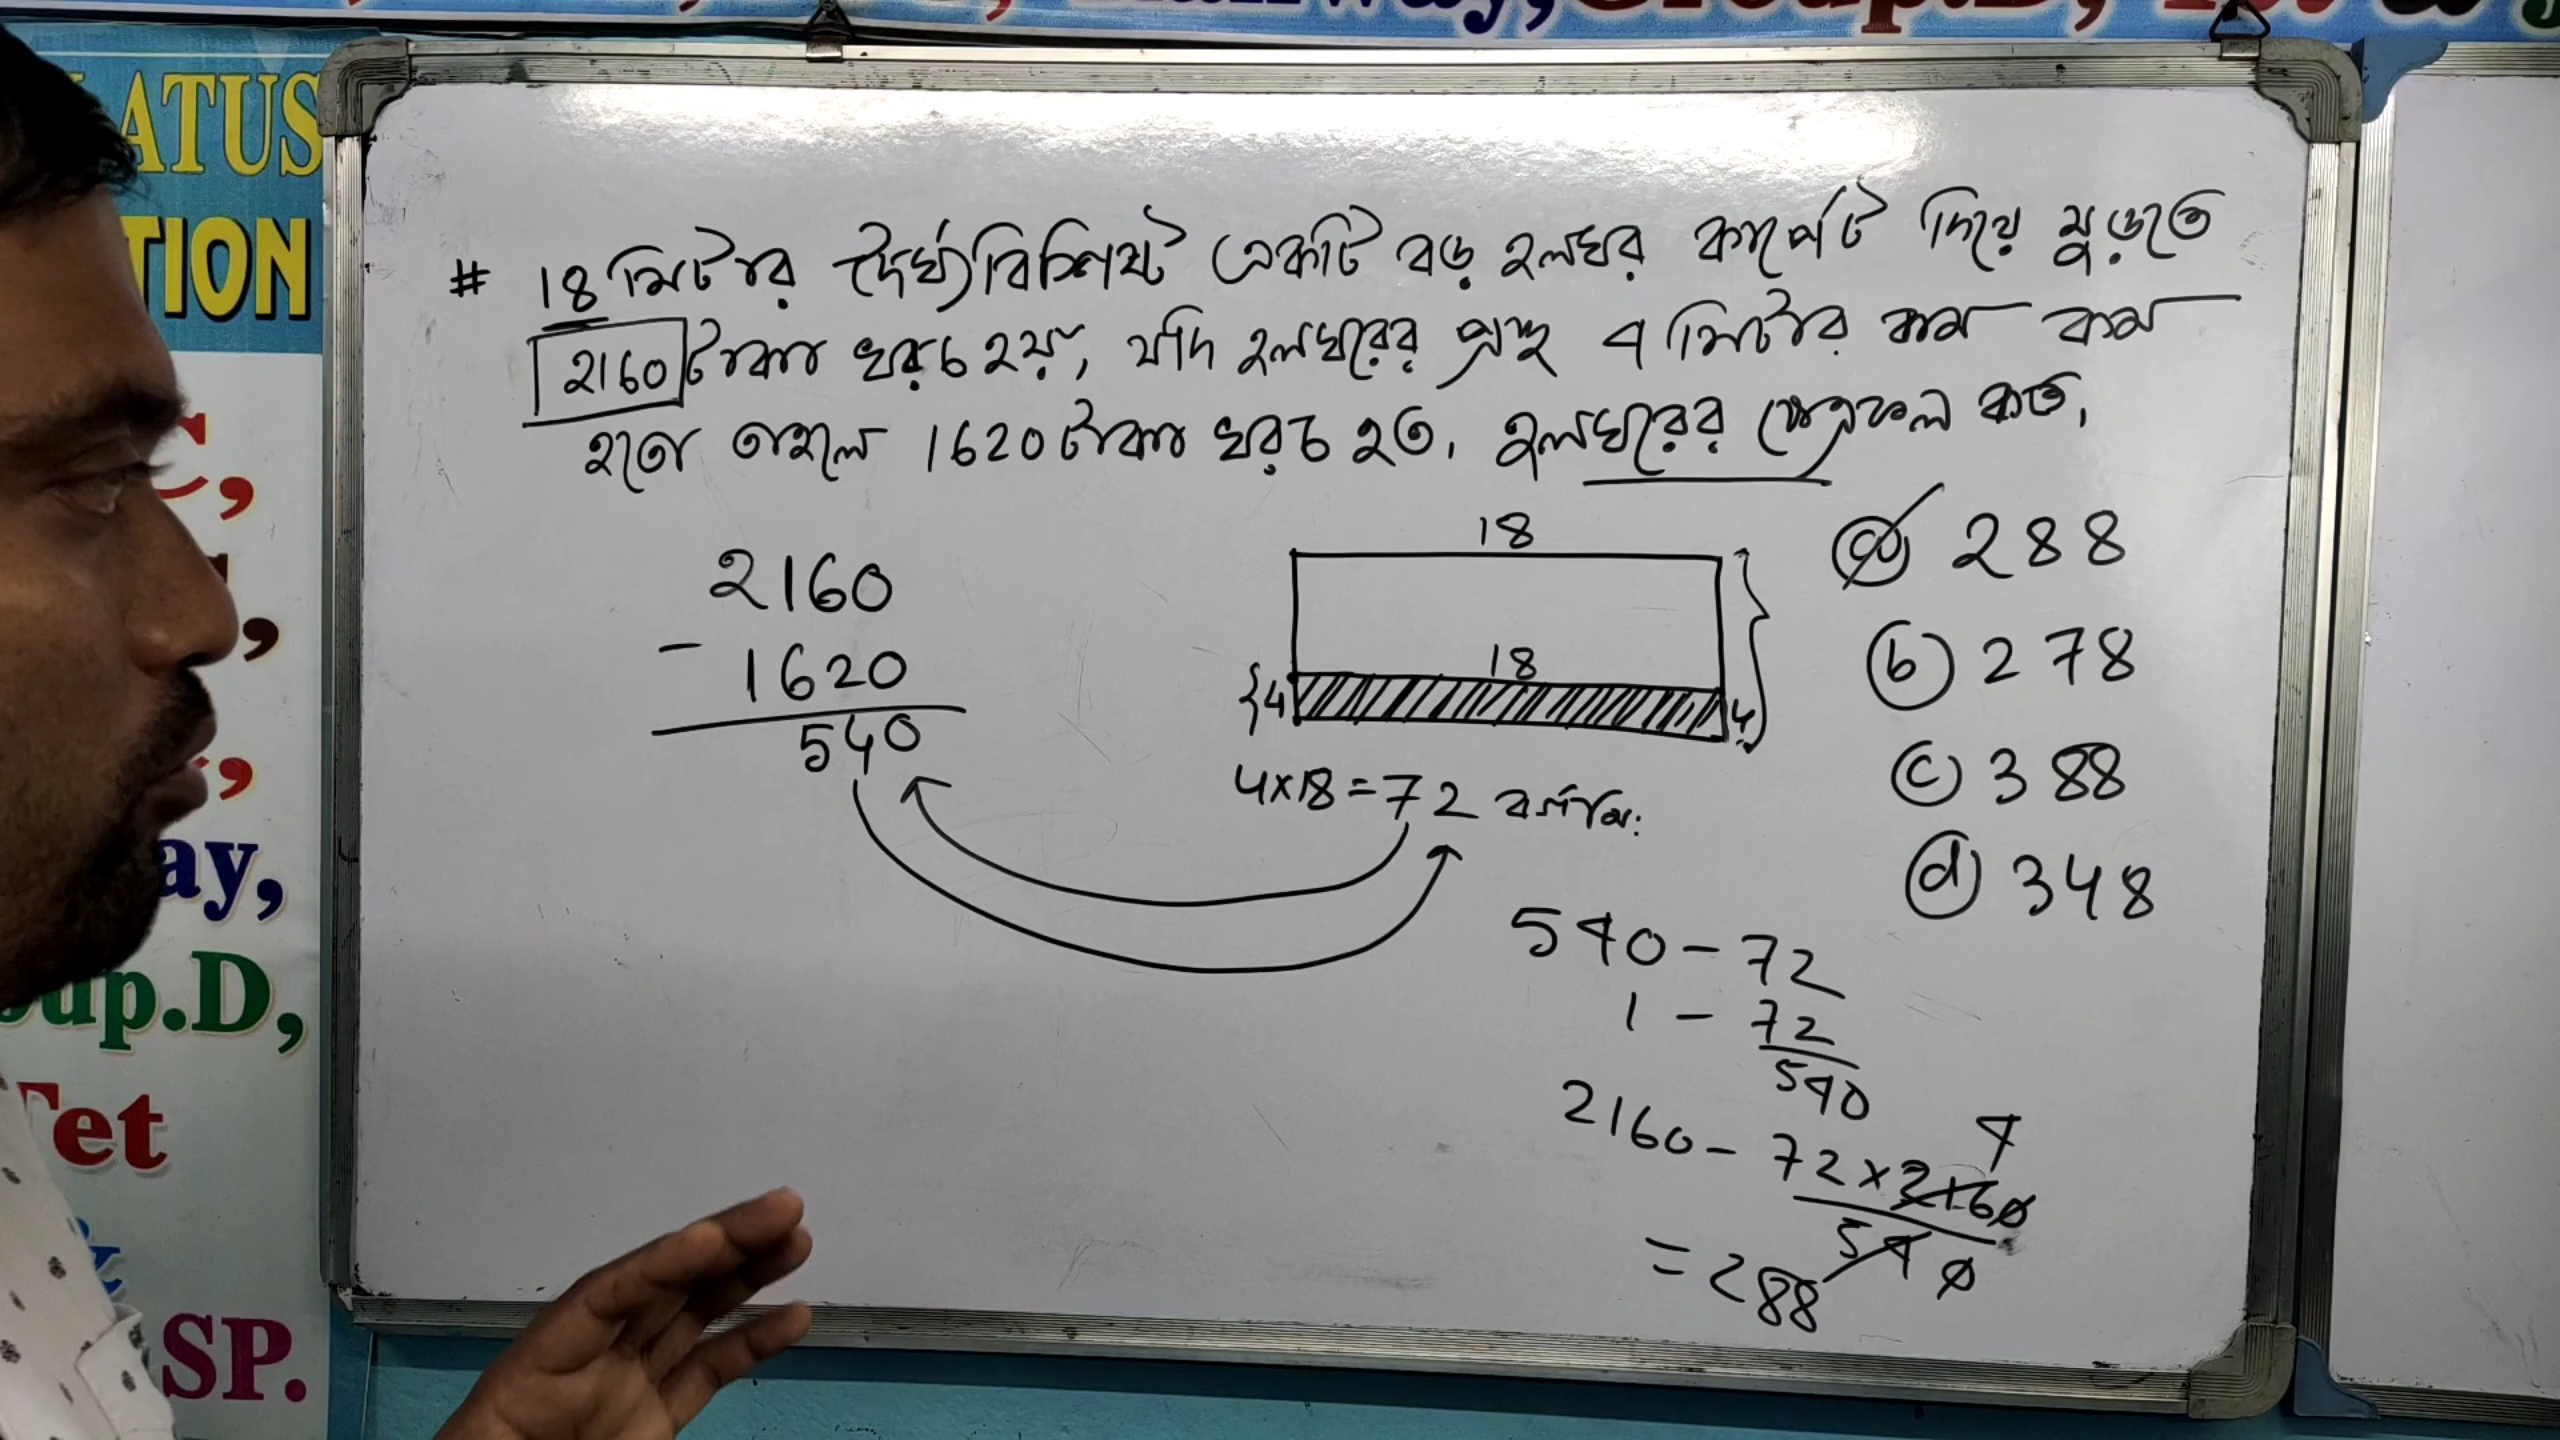 ATUS
TION
# 18 মিটার দৈর্ঘ্যবিশিষ্ট একটি বড় হলঘর কার্পেট দিয়ে মুড়তে
2160 টাকা খরচ হয়, যদি হলঘরের প্রস্থ 4 মিটার কম কম
হতো তাহলে 1620 টাকা খরচ হত, হলঘরের ক্ষেত্রফল কত,
2160
- 1620
540
18
18
4
4
4x18=72 বর্গমি:
a 288
b 278
c 388
d 348
540 - 72
1 - 72
540
4
2160 - 72 x 2160
540
= 288
ay,
up.D,
Tet
&
SP.